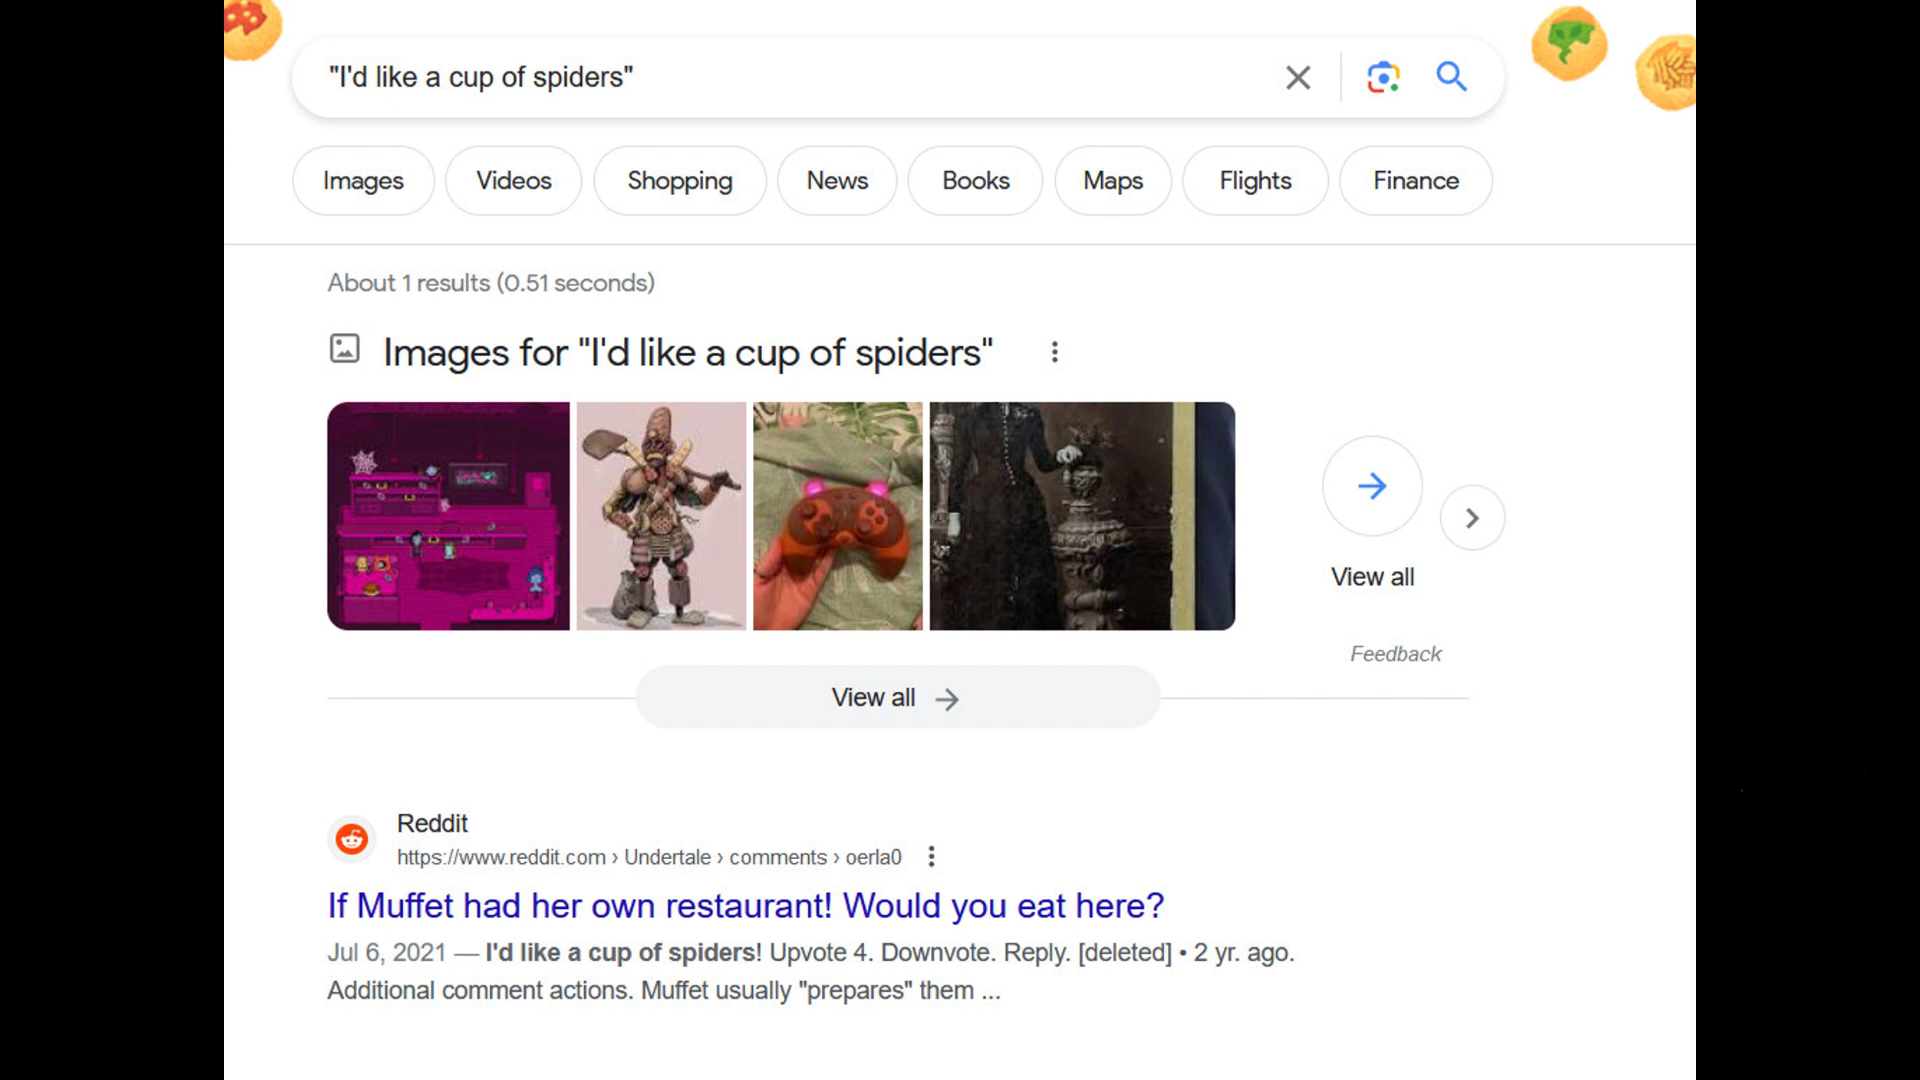 "I'd like a cup of spiders"
Images
Videos
Shopping
News
Books
Maps
Flights
Finance
About 1 results (0.51 seconds)
Images for "I'd like a cup of spiders"
View all
Feedback
View all
Reddit
https://www.reddit.com › Undertale › comments › oerla0
If Muffet had her own restaurant! Would you eat here?
Jul 6, 2021 — I'd like a cup of spiders! Upvote 4. Downvote. Reply. [deleted] • 2 yr. ago.
Additional comment actions. Muffet usually "prepares" them ...